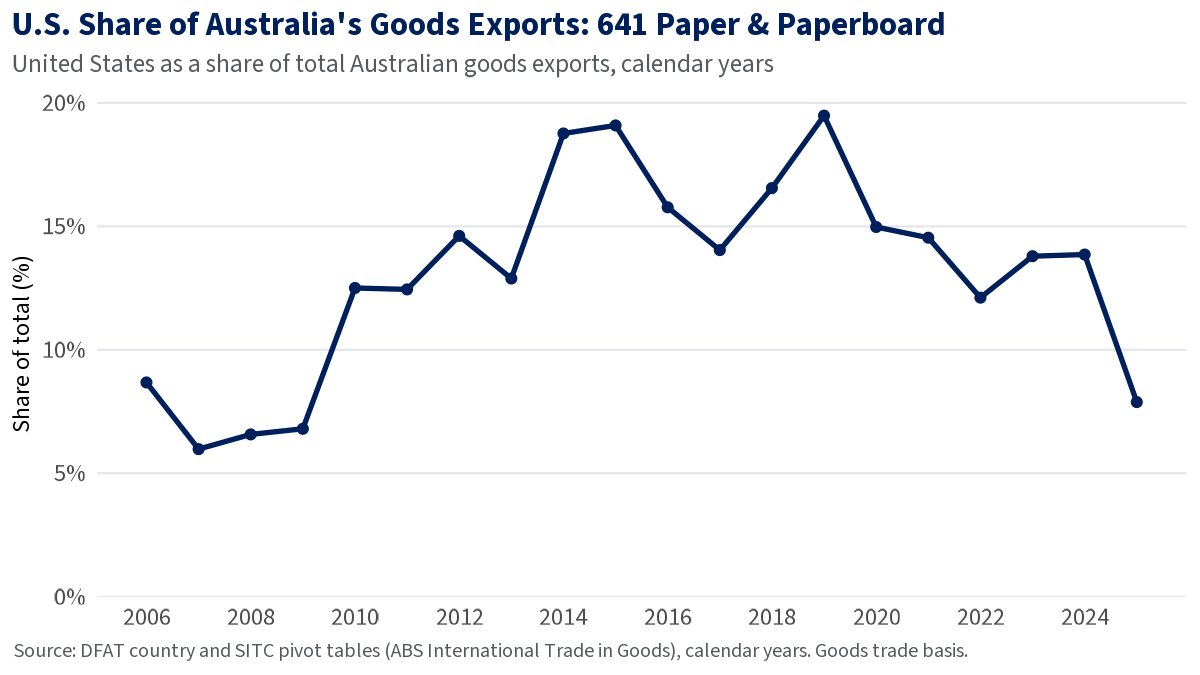 U.S. Share of Australia's Goods Exports: 641 Paper & Paperboard
United States as a share of total Australian goods exports, calendar years
Share of total (%)
20%
15%
10%
5%
0%
2006 2008 2010 2012 2014 2016 2018 2020 2022 2024
Source: DFAT country and SITC pivot tables (ABS International Trade in Goods), calendar years. Goods trade basis.